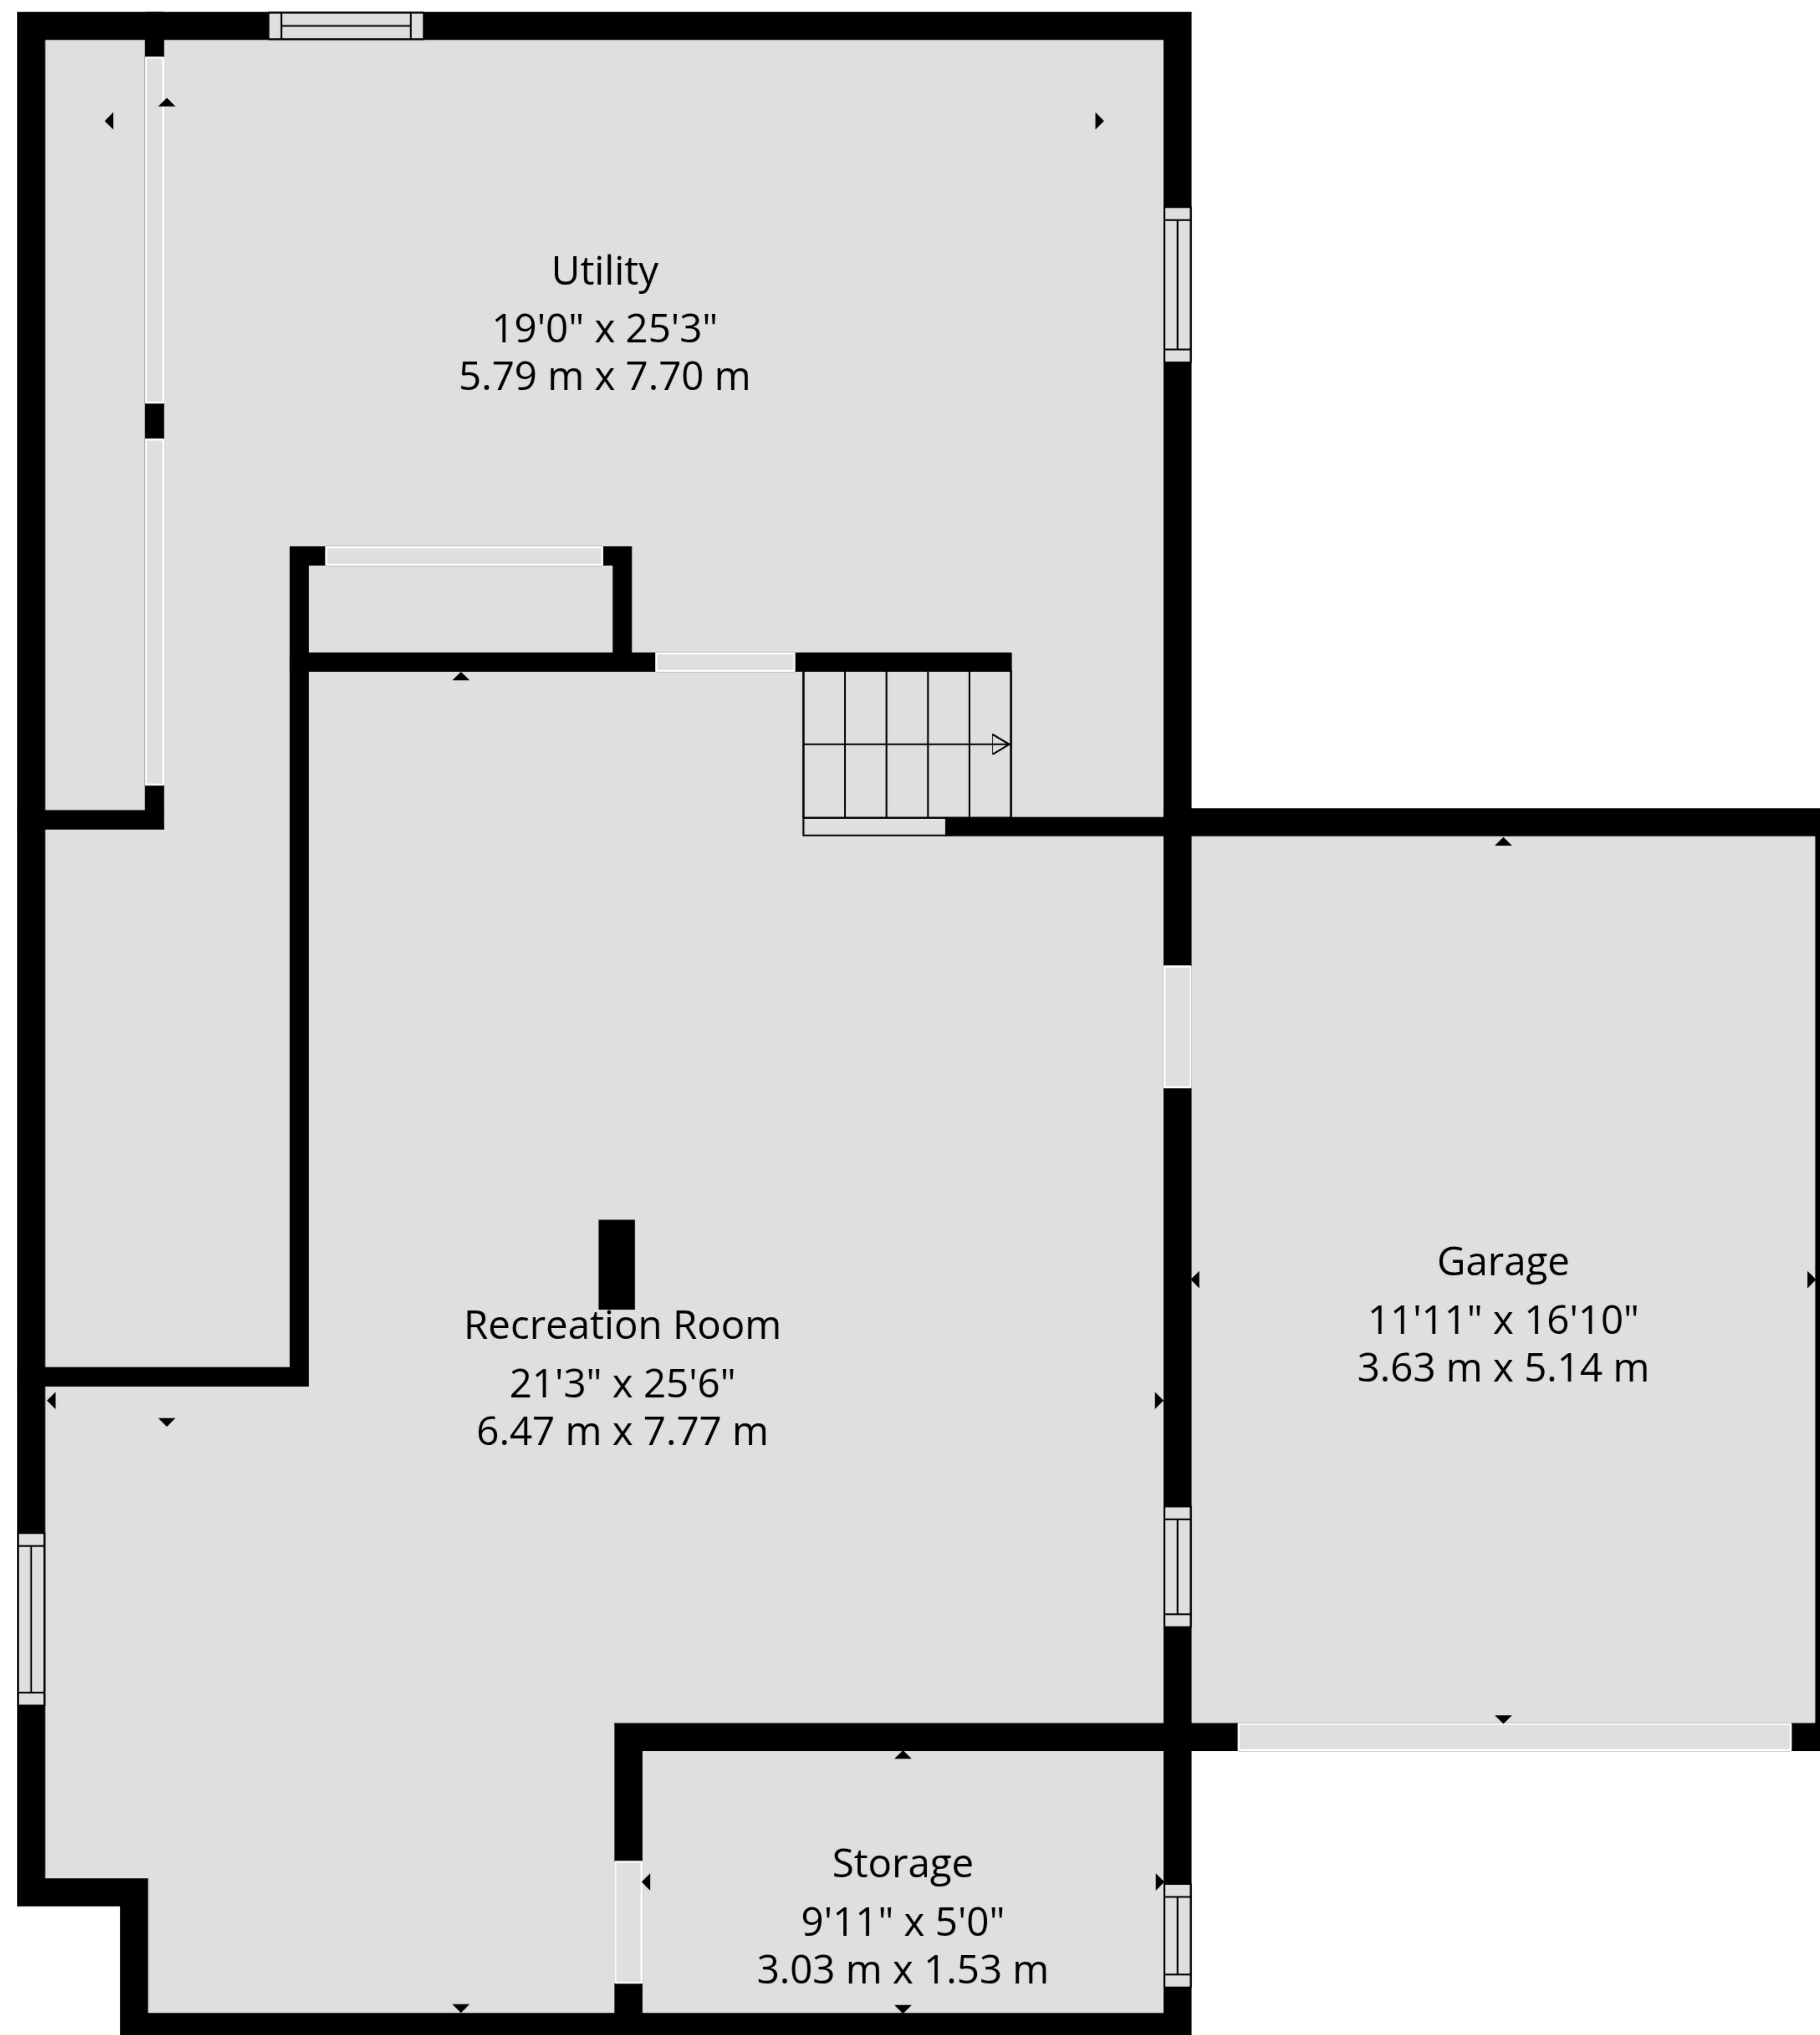 Utility
19'0" x 25'3"
5.79 m x 7.70 m
Garage
11'11" x 16'10"
3.63 m x 5.14 m
Recreation Room
21'3" x 25'6"
6.47 m x 7.77 m
Storage
9'11" x 5'0"
3.03 m x 1.53 m